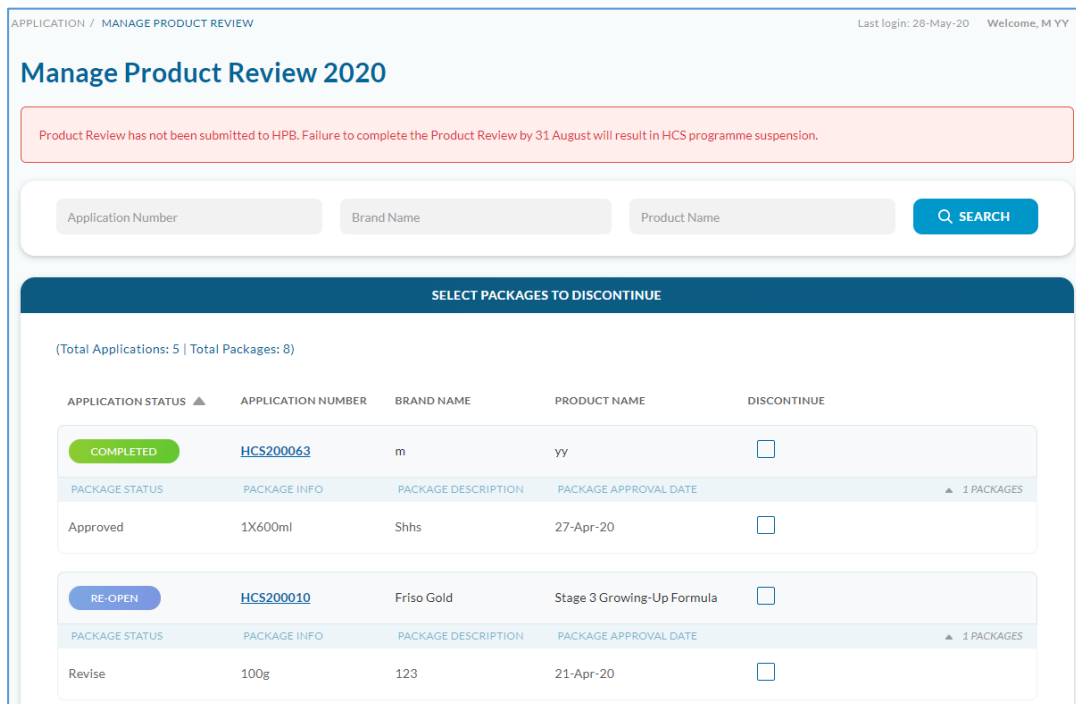 APPLICATION / MANAGE PRODUCT REVIEW Last login: 28-May-20 Welcome, M YY
Manage Product Review 2020
Product Review has not been submitted to HPB. Failure to complete the Product Review by 31 August will result in HCS programme suspension.
Application Number Brand Name Product Name SEARCH
SELECT PACKAGES TO DISCONTINUE
(Total Applications: 5 | Total Packages: 8)
APPLICATION STATUS APPLICATION NUMBER BRAND NAME PRODUCT NAME DISCONTINUE
COMPLETED HCS200063 m yy
PACKAGE STATUS PACKAGE INFO PACKAGE DESCRIPTION PACKAGE APPROVAL DATE 1 PACKAGES
Approved 1X600ml Shhs 27-Apr-20
RE-OPEN HCS200010 Friso Gold Stage 3 Growing-Up Formula
PACKAGE STATUS PACKAGE INFO PACKAGE DESCRIPTION PACKAGE APPROVAL DATE 1 PACKAGES
Revise 100g 123 21-Apr-20